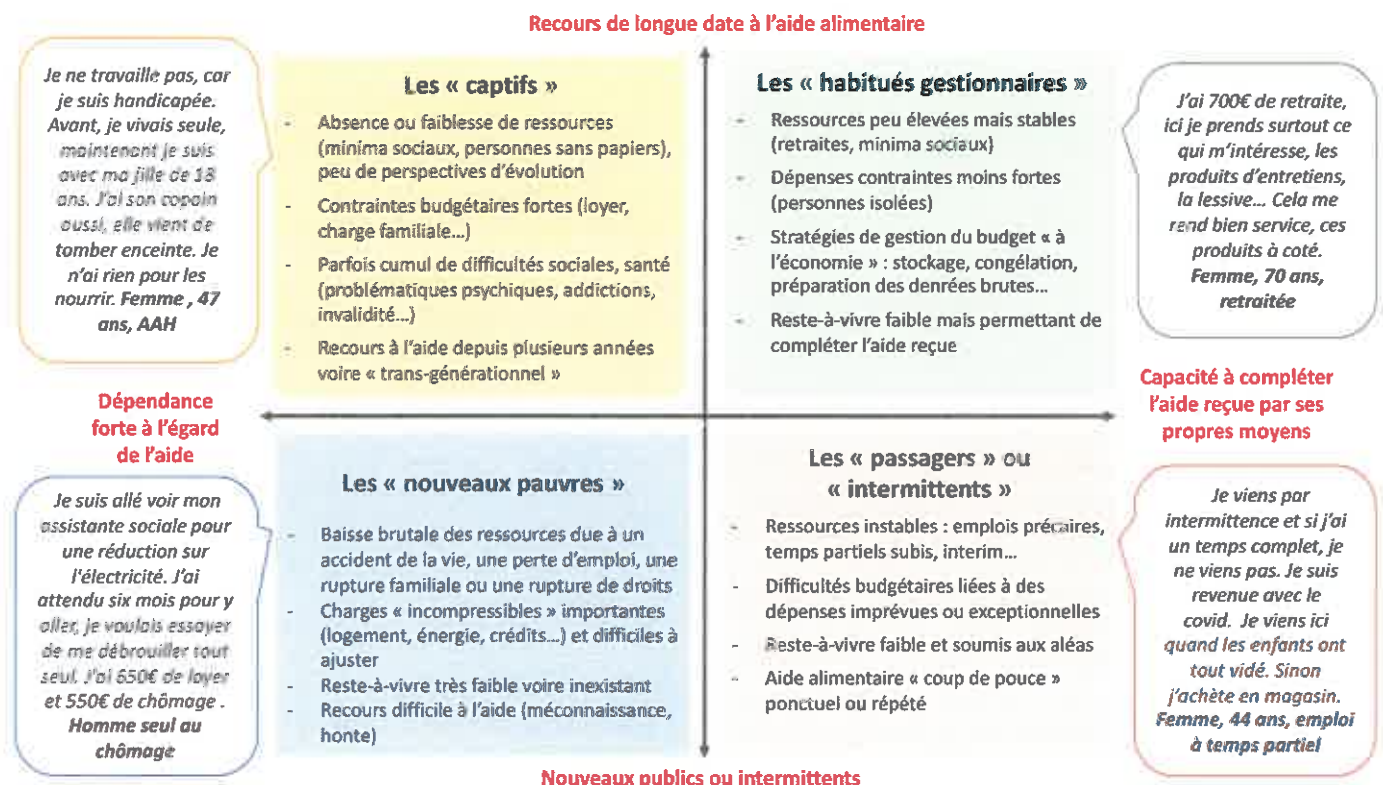 Recours de longue date à l'aide alimentaire
Je ne travaille pas, car
je suis handicapée.
Avant, je vivais seule,
maintenant je suis
avec ma fille de 18
ans. J'ai son copain
aussi, elle vient de
tomber enceinte. Je
n'ai rien pour les
nourrir. Femme , 47
ans, AAH
Les « captifs »
- Absence ou faiblesse de ressources
(minima sociaux, personnes sans papiers),
peu de perspectives d'évolution
- Contraintes budgétaires fortes (loyer,
charge familiale...)
- Parfois cumul de difficultés sociales, santé
(problématiques psychiques, addictions,
invalidité...)
- Recours à l'aide depuis plusieurs années
voire « trans-générationnel »
Les « habitués gestionnaires »
- Ressources peu élevées mais stables
(retraites, minima sociaux)
- Dépenses contraintes moins fortes
(personnes isolées)
- Stratégies de gestion du budget « à
l'économie » : stockage, congélation,
préparation des denrées brutes...
- Reste-à-vivre faible mais permettant de
compléter l'aide reçue
J'ai 700€ de retraite,
ici je prends surtout ce
qui m'intéresse, les
produits d'entretiens,
la lessive... Cela me
rend bien service, ces
produits à coté.
Femme, 70 ans,
retraitée
Dépendance
forte à l'égard
de l'aide
Capacité à compléter
l'aide reçue par ses
propres moyens
Je suis allé voir mon
assistante sociale pour
une réduction sur
l'électricité. J'ai
attendu six mois pour y
aller, je voulais essayer
de me débrouiller tout
seul. J'ai 650€ de loyer
et 550€ de chômage .
Homme seul au
chômage
Les « nouveaux pauvres »
- Baisse brutale des ressources due à un
accident de la vie, une perte d'emploi, une
rupture familiale ou une rupture de droits
- Charges « incompressibles » importantes
(logement, énergie, crédits...) et difficiles à
ajuster
- Reste-à-vivre très faible voire inexistant
- Recours difficile à l'aide (méconnaissance,
honte)
Les « passagers » ou
« intermittents »
- Ressources instables : emplois précaires,
temps partiels subis, interim...
- Difficultés budgétaires liées à des
dépenses imprévues ou exceptionnelles
- Reste-à-vivre faible et soumis aux aléas
- Aide alimentaire « coup de pouce »
ponctuel ou répété
Je viens par
intermittence et si j'ai
un temps complet, je
ne viens pas. Je suis
revenue avec le
covid. Je viens ici
quand les enfants ont
tout vidé. Sinon
j'achète en magasin.
Femme, 44 ans, emploi
à temps partiel
Nouveaux publics ou intermittents